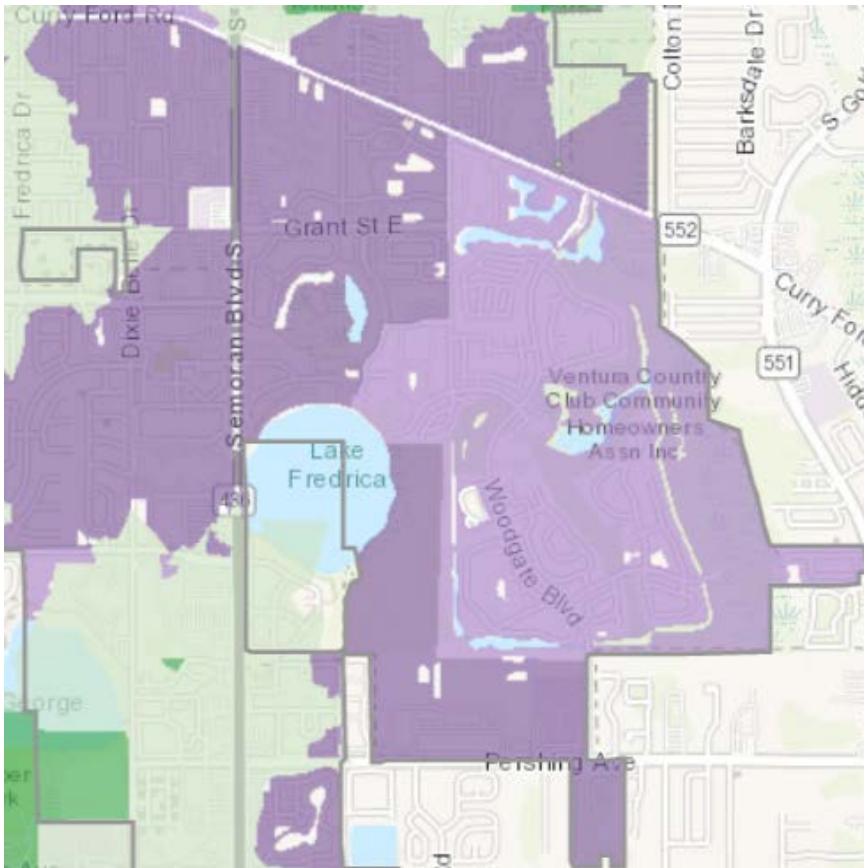 Curry Ford Rd
Colton
Barksdale Dr
Fredrica Dr
Grant St E
552
Dixie Belle Dr
Semoran Blvd S
Curry Ford
551
Ventura Country
Club Community
Homeowners
Assn Inc
Lake
Fredrica
436
Woodgate Blvd
George
Pershing Ave